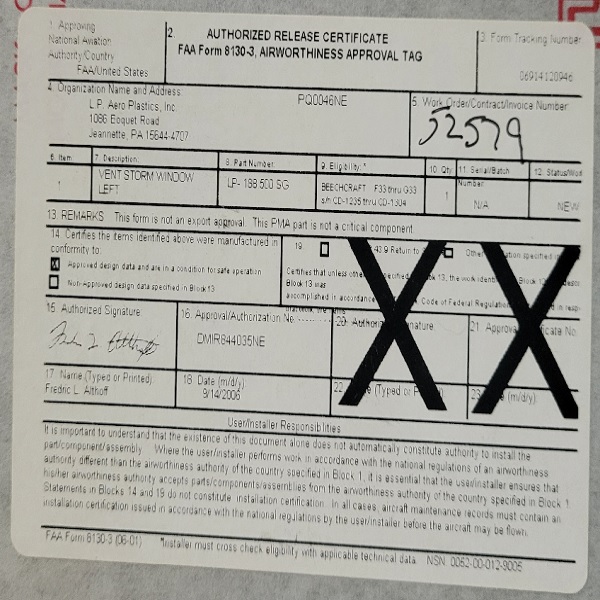 1. Approving
National Aviation
Authority/Country
FAA/United States
2.
AUTHORIZED RELEASE CERTIFICATE
FAA Form 8130-3, AIRWORTHINESS APPROVAL TAG
3. Form Tracking Number
06914120946
4. Organization Name and Address
L.P. Aero Plastics, Inc.
1086 Boquet Road
Jeannette, PA 15644-4707
PQ0046NE
5. Work Order/Contract/Invoice Number:
52579
6. Item
1
7. Description:
VENT STORM WINDOW
LEFT
8. Part Number:
LP- 188 500 SG
9. Eligibility: *
BEECHCRAFT F33 thru G33
s/n CD-1235 thru CD-1304
10 Qty
1
11. Serial/Batch
Number:
N/A
12. Status/Work
NEW
13 REMARKS This form is not an export approval. This PMA part is not a critical component.
14. Certifies the items identified above were manufactured in
conformity to:
Approved design data and are in a condition for safe operation
Non-Approved design data specified in Block 13
19.
43.9 Return to
Other
specified in
Certifies that unless
specified
13, the work
Block 13 was
accomplished in accordance
Code of Federal
15. Authorized Signature:
16. Approval/Authorization No.
DMIR844035NE
20.
21.
17. Name (Typed or Printed)
Fredric L. Althoff
18. Date (m/d/y)
9/14/2006
22
(Typed or
23
(m/d/y)
User/Installer Responsibilities
It is important to understand that the existence of this document alone does not automatically constitute authority to install the
part/component/assembly. Where the user/installer performs work in accordance with the national regulations of an airworthiness
authority different than the airworthiness authority of the country specified in Block 1, it is essential that the user/installer ensures that
his/her airworthiness authority accepts parts/components/assemblies from the airworthiness authority of the country specified in Block 1.
Statements in Blocks 14 and 19 do not constitute installation certification. In all cases, aircraft maintenance records must contain an
installation certification issued in accordance with the national regulations by the user/installer before the aircraft may be flown.
FAA Form 8130-3 (06-01) *Installer must cross check eligibility with applicable technical data. NSN 0052-00-012-9005